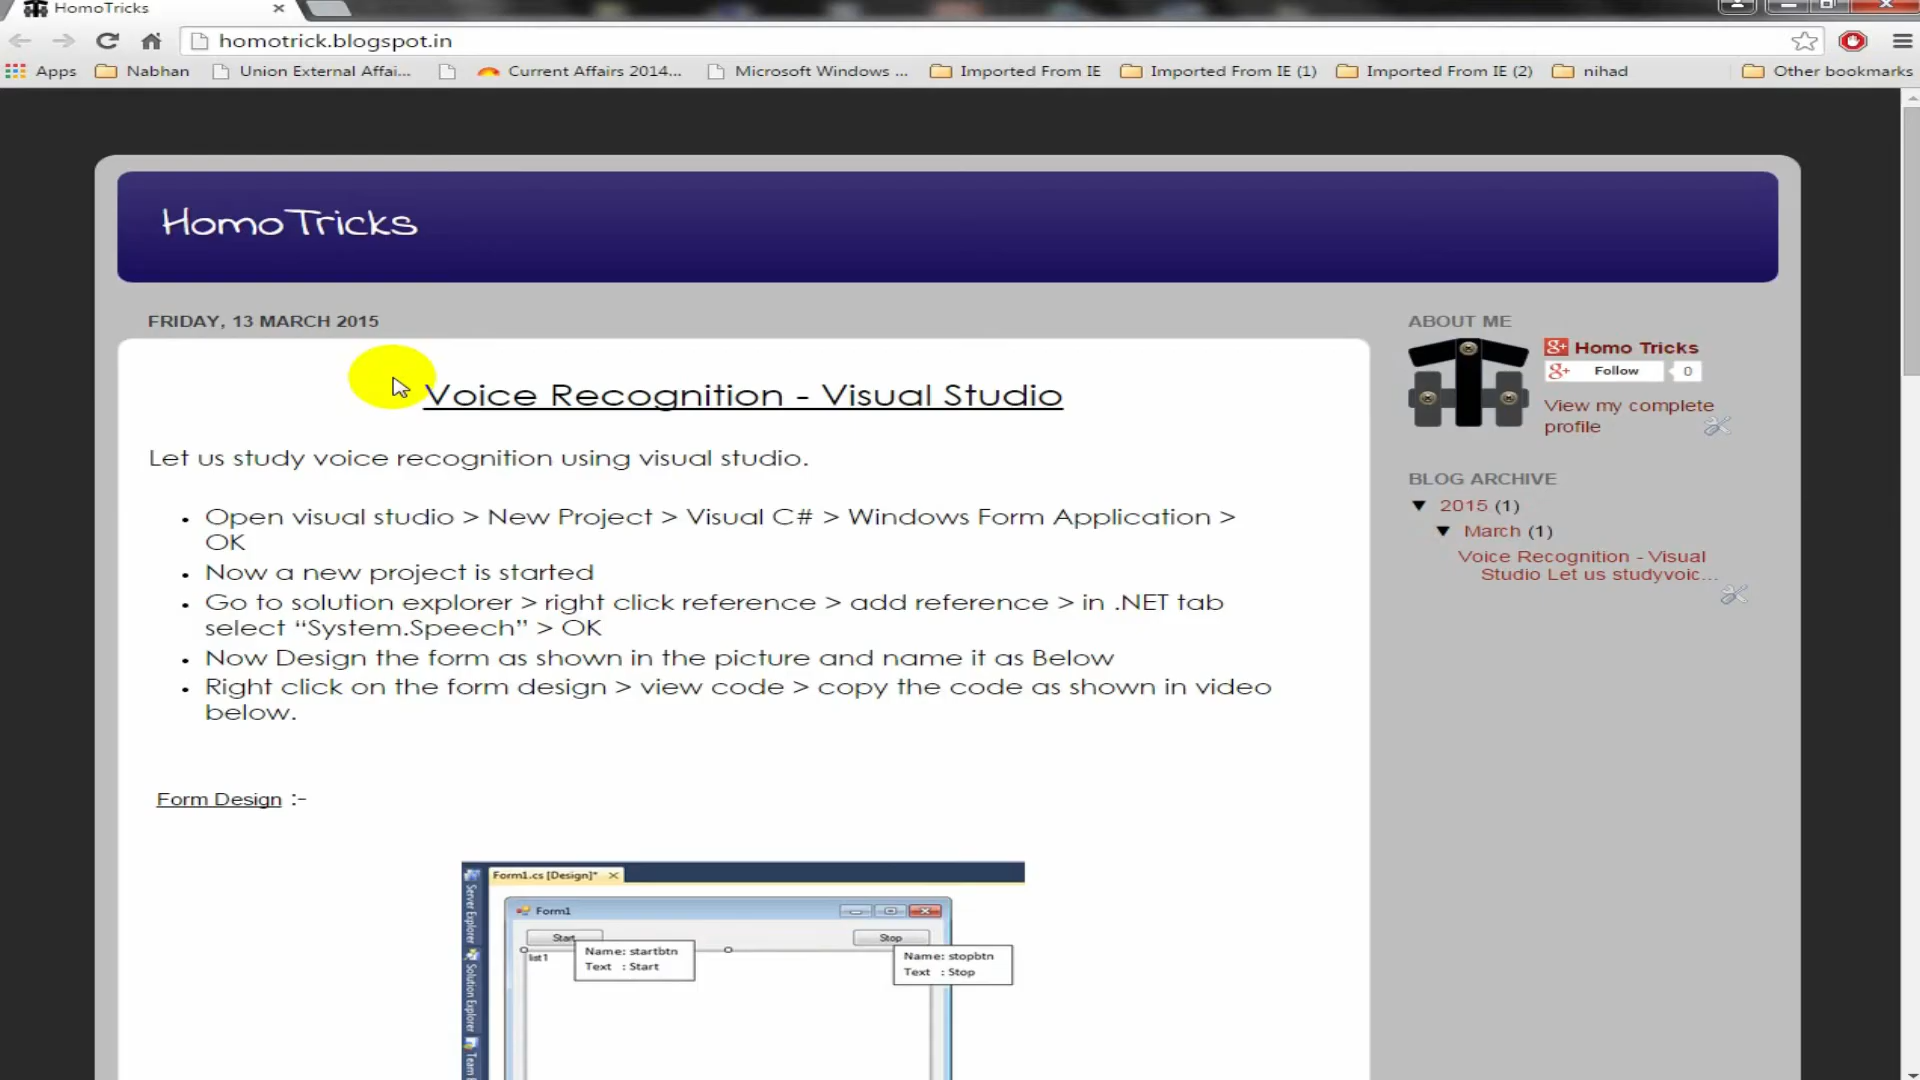 HomoTricks
homotrick.blogspot.in
Apps Nabhan Union External Affai... Current Affairs 2014... Microsoft Windows ... Imported From IE Imported From IE (1) Imported From IE (2) nihad Other bookmarks
HomoTricks
FRIDAY, 13 MARCH 2015
Voice Recognition - Visual Studio
Let us study voice recognition using visual studio.
• Open visual studio > New Project > Visual C# > Windows Form Application >
OK
• Now a new project is started
• Go to solution explorer > right click reference > add reference > in .NET tab
select “System.Speech” > OK
• Now Design the form as shown in the picture and name it as Below
• Right click on the form design > view code > copy the code as shown in video
below.
Form Design :-
Form1.cs [Design]* ×
Server Explorer
Solution Explorer
Team E
Form1
Start
Stop
list1
Name: startbtn
Text : Start
Name: stopbtn
Text : Stop
ABOUT ME
Homo Tricks
Follow 0
View my complete
profile
BLOG ARCHIVE
▼ 2015 (1)
▼ March (1)
Voice Recognition - Visual
Studio Let us studyvoic...